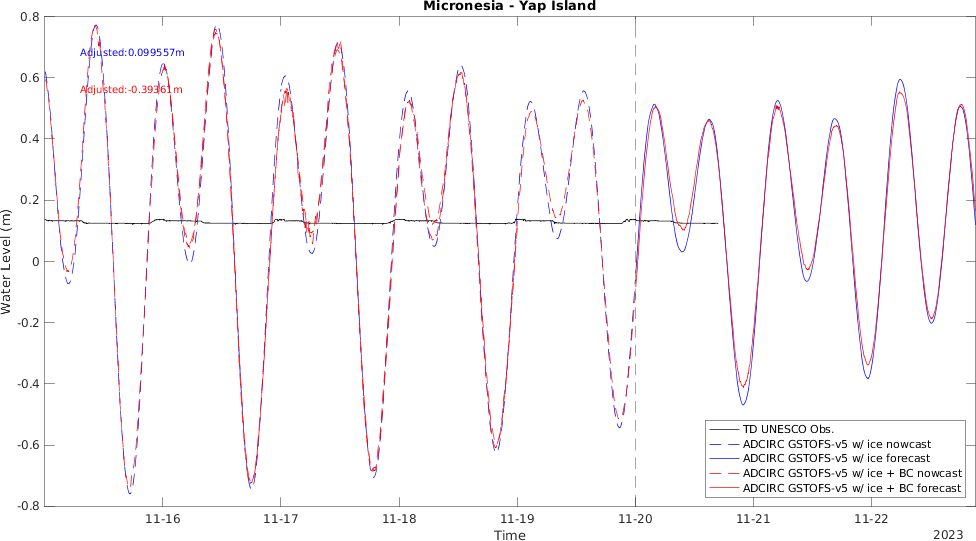 Micronesia - Yap Island
Adjusted:0.099557m
Adjusted:-0.39361m
Water Level (m)
0.8
0.6
0.4
0.2
0
-0.2
-0.4
-0.6
-0.8
11-16
11-17
11-18
11-19
11-20
11-21
11-22
Time
2023
TD UNESCO Obs.
ADCIRC GSTOFS-v5 w/ ice nowcast
ADCIRC GSTOFS-v5 w/ ice forecast
ADCIRC GSTOFS-v5 w/ ice + BC nowcast
ADCIRC GSTOFS-v5 w/ ice + BC forecast